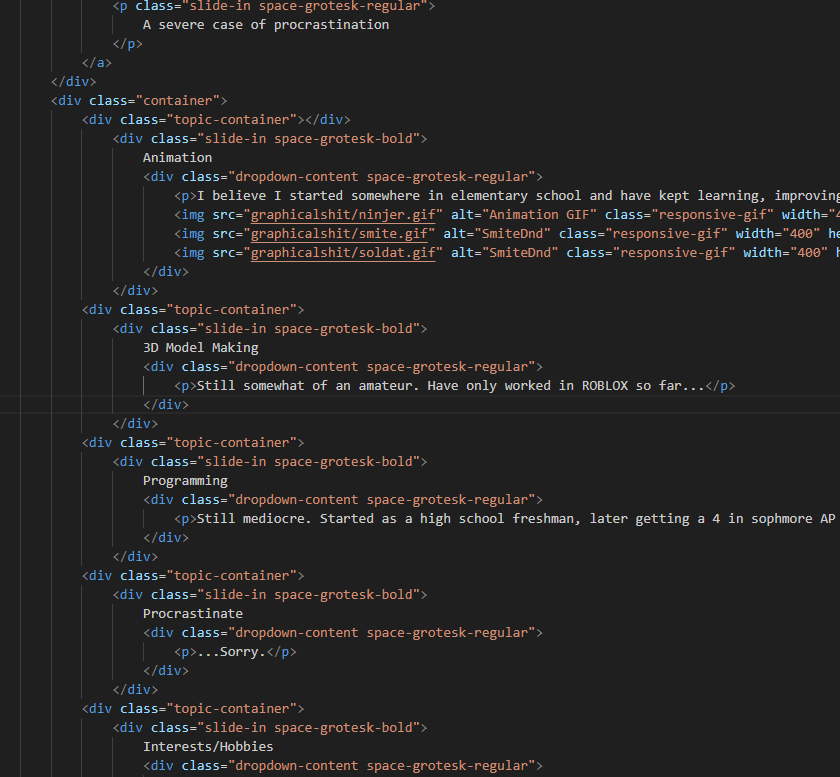 <p class="slide-in space-grotesk-regular">
A severe case of procrastination
</p>
</a>
</div>
<div class="container">
<div class="topic-container"></div>
<div class="slide-in space-grotesk-bold">
Animation
<div class="dropdown-content space-grotesk-regular">
<p>I believe I started somewhere in elementary school and have kept learning, improving
<img src="graphicalshit/ninjer.gif" alt="Animation GIF" class="responsive-gif" width="4
<img src="graphicalshit/smite.gif" alt="SmiteDnd" class="responsive-gif" width="400" he
<img src="graphicalshit/soldat.gif" alt="SmiteDnd" class="responsive-gif" width="400" h
</div>
</div>
<div class="topic-container">
<div class="slide-in space-grotesk-bold">
3D Model Making
<div class="dropdown-content space-grotesk-regular">
<p>Still somewhat of an amateur. Have only worked in ROBLOX so far...</p>
</div>
</div>
<div class="topic-container">
<div class="slide-in space-grotesk-bold">
Programming
<div class="dropdown-content space-grotesk-regular">
<p>Still mediocre. Started as a high school freshman, later getting a 4 in sophmore AP
</div>
</div>
<div class="topic-container">
<div class="slide-in space-grotesk-bold">
Procrastinate
<div class="dropdown-content space-grotesk-regular">
<p>...Sorry.</p>
</div>
</div>
<div class="topic-container">
<div class="slide-in space-grotesk-bold">
Interests/Hobbies
<div class="dropdown-content space-grotesk-regular">